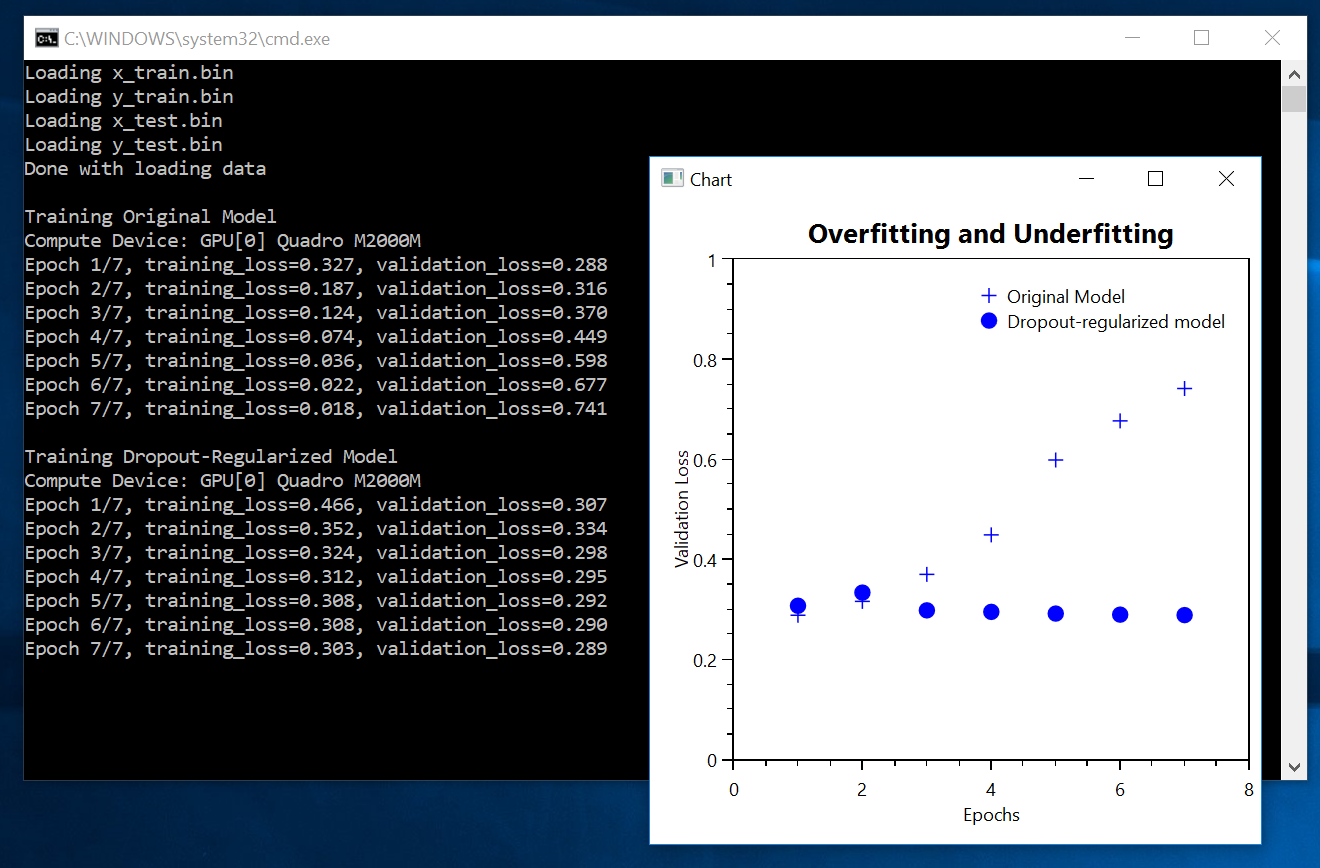 C:\WINDOWS\system32\cmd.exe
Loading x_train.bin
Loading y_train.bin
Loading x_test.bin
Loading y_test.bin
Done with loading data
Training Original Model
Compute Device: GPU[0] Quadro M2000M
Epoch 1/7, training_loss=0.327, validation_loss=0.288
Epoch 2/7, training_loss=0.187, validation_loss=0.316
Epoch 3/7, training_loss=0.124, validation_loss=0.370
Epoch 4/7, training_loss=0.074, validation_loss=0.449
Epoch 5/7, training_loss=0.036, validation_loss=0.598
Epoch 6/7, training_loss=0.022, validation_loss=0.677
Epoch 7/7, training_loss=0.018, validation_loss=0.741
Training Dropout-Regularized Model
Compute Device: GPU[0] Quadro M2000M
Epoch 1/7, training_loss=0.466, validation_loss=0.307
Epoch 2/7, training_loss=0.352, validation_loss=0.334
Epoch 3/7, training_loss=0.324, validation_loss=0.298
Epoch 4/7, training_loss=0.312, validation_loss=0.295
Epoch 5/7, training_loss=0.308, validation_loss=0.292
Epoch 6/7, training_loss=0.308, validation_loss=0.290
Epoch 7/7, training_loss=0.303, validation_loss=0.289
Chart
Overfitting and Underfitting
Original Model
Dropout-regularized model
Validation Loss
1
0.8
0.6
0.4
0.2
0
0 2 4 6 8
Epochs